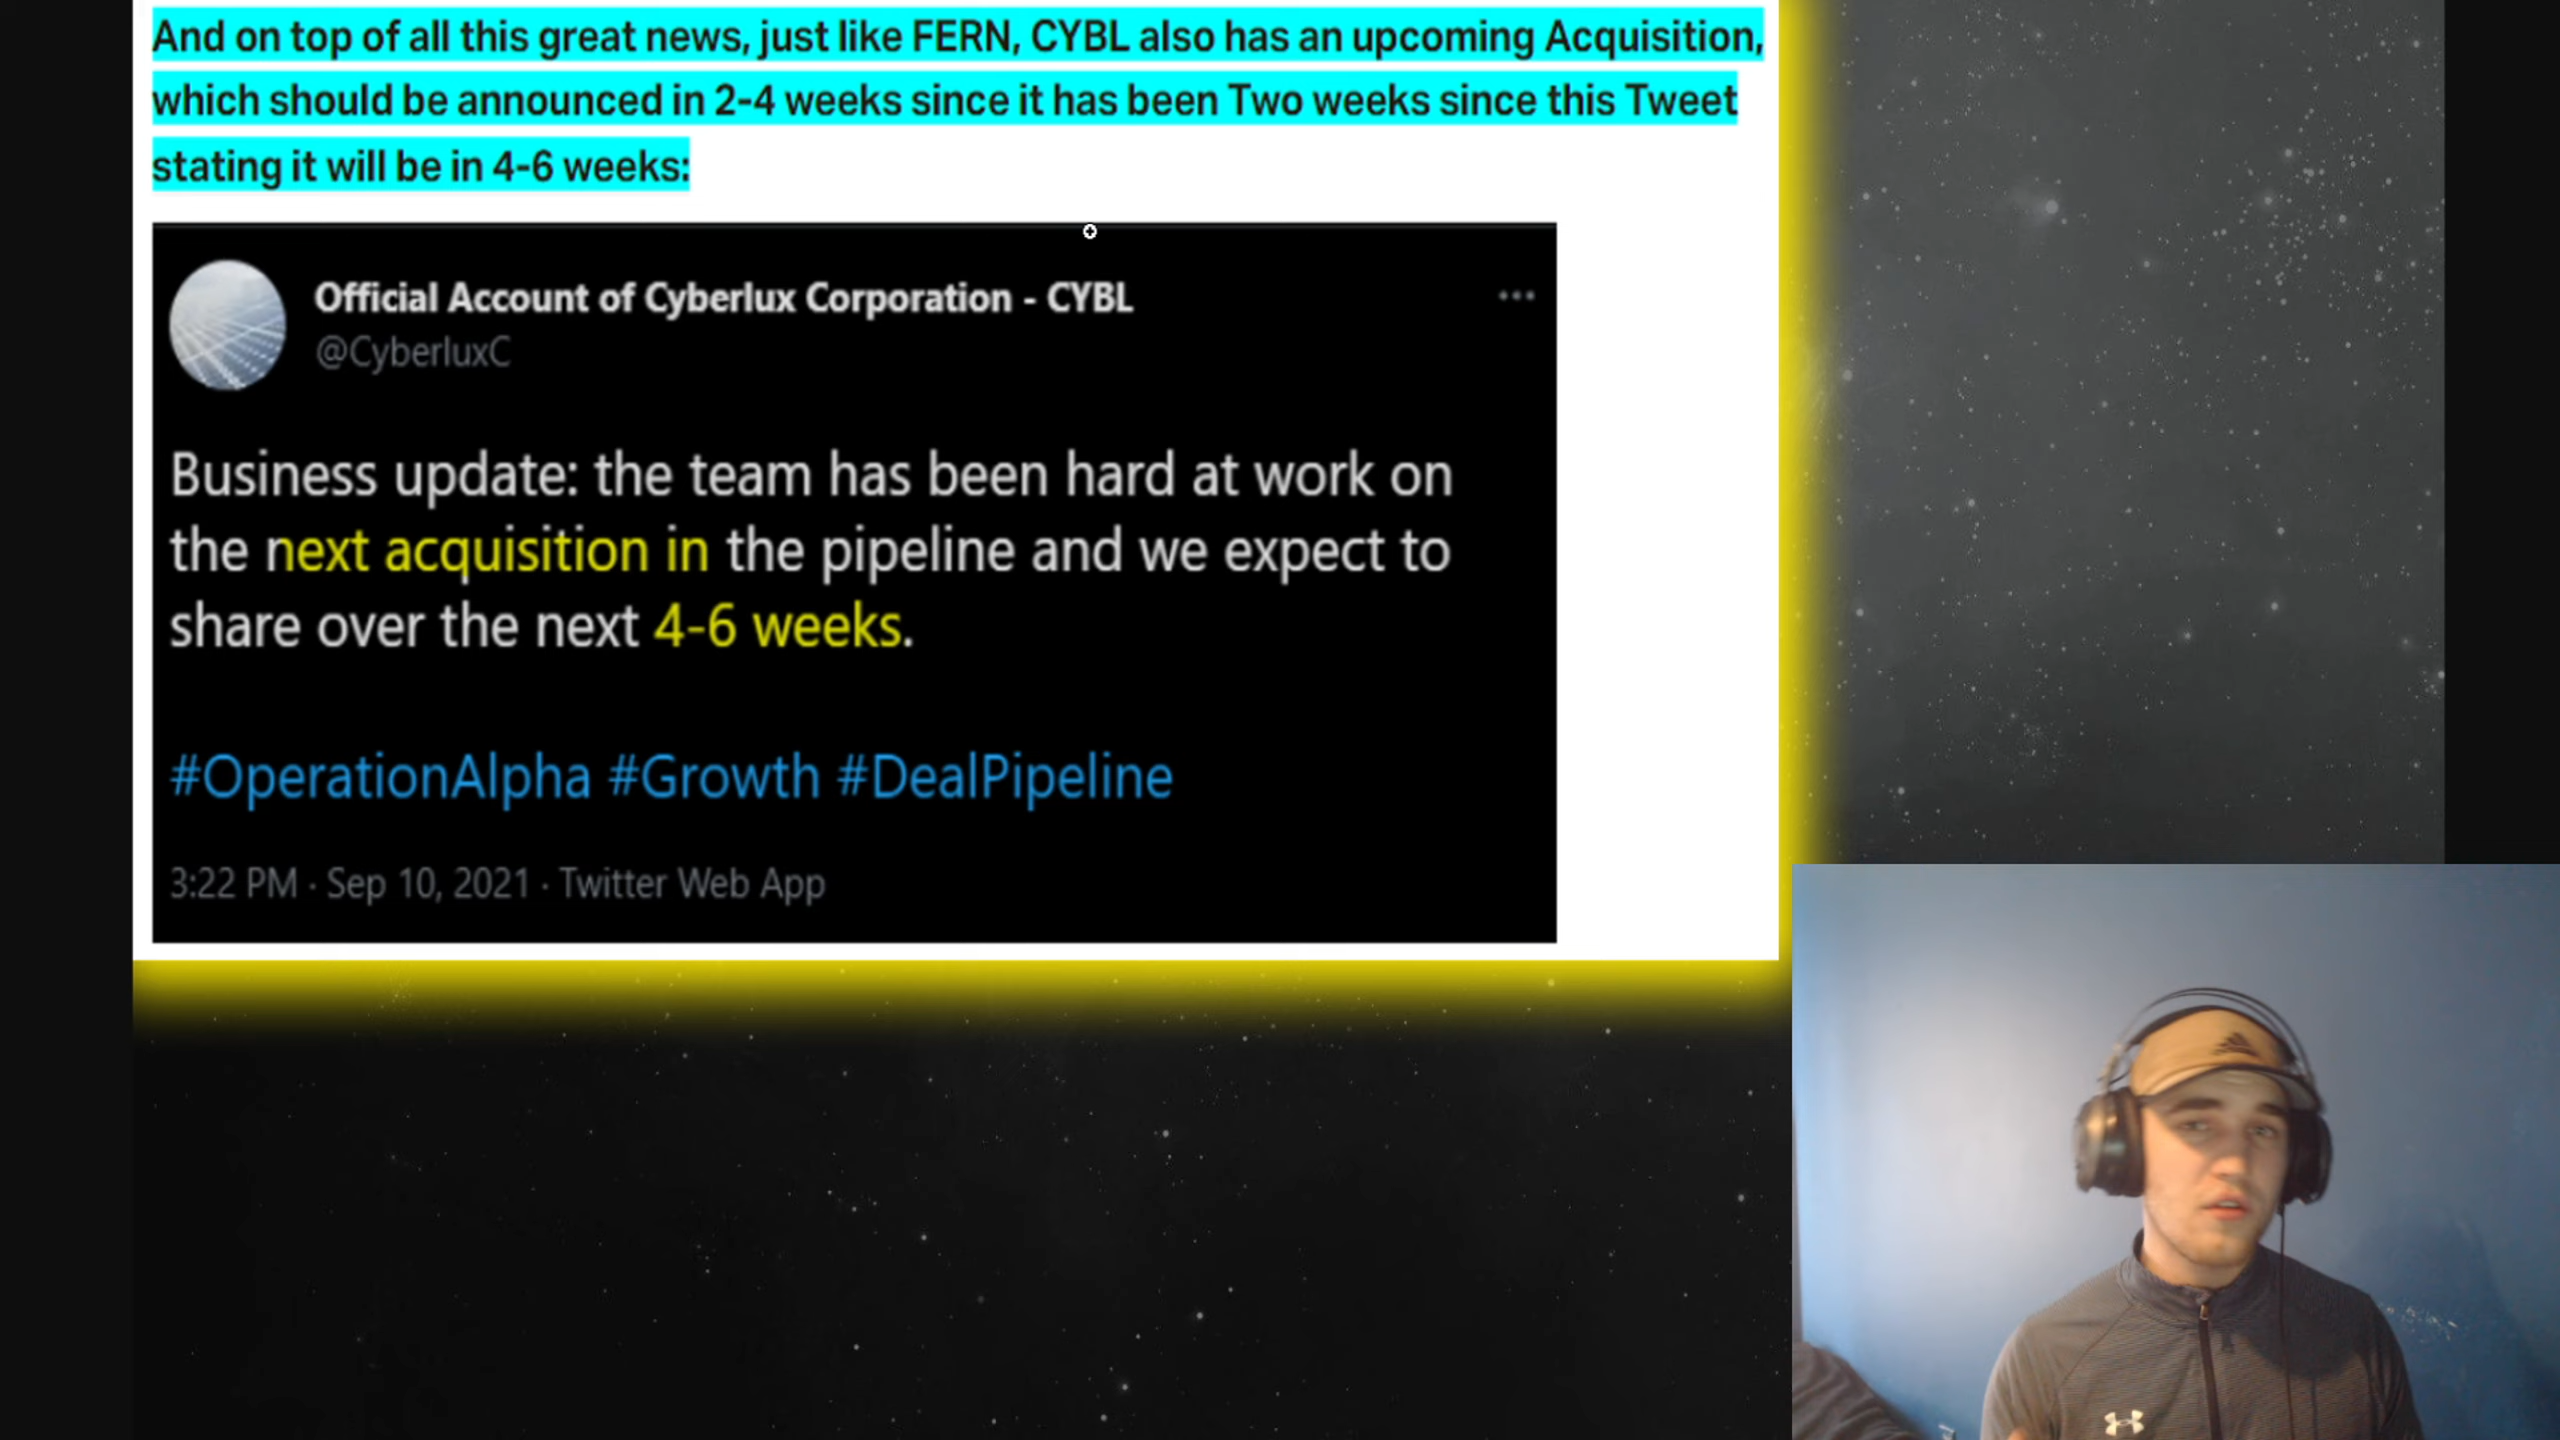 And on top of all this great news, just like FERN, CYBL also has an upcoming Acquisition,
which should be announced in 2-4 weeks since it has been Two weeks since this Tweet
stating it will be in 4-6 weeks:
Official Account of Cyberlux Corporation - CYBL
@CyberluxC
Business update: the team has been hard at work on
the next acquisition in the pipeline and we expect to
share over the next 4-6 weeks.
#OperationAlpha #Growth #DealPipeline
3:22 PM · Sep 10, 2021 · Twitter Web App